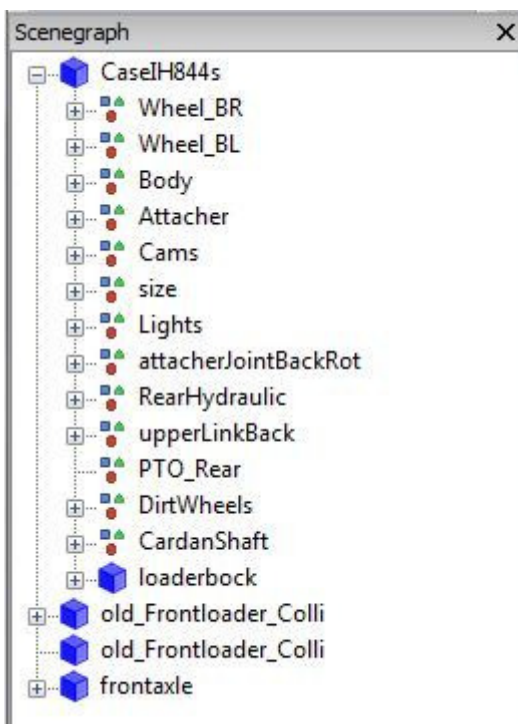 Scenegraph
CaseIH844s
Wheel_BR
Wheel_BL
Body
Attacher
Cams
size
Lights
attacherJointBackRot
RearHydraulic
upperLinkBack
PTO_Rear
DirtWheels
CardanShaft
loaderbock
old_Frontloader_Colli
old_Frontloader_Colli
frontaxle